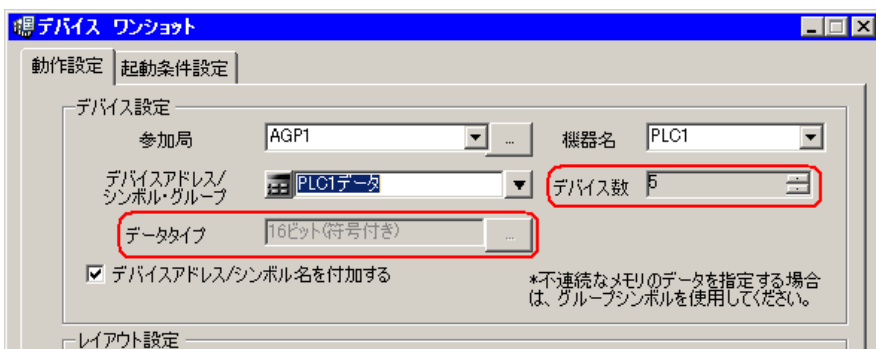 デバイス ワンショット
動作設定 起動条件設定
デバイス設定
参加局 AGP1 ... 機器名 PLC1
デバイスアドレス/
シンボル・グループ PLC1データ デバイス数 5
データタイプ 16ビット(符号付き) ...
デバイスアドレス/シンボル名を付加する
*不連続なメモリのデータを指定する場合
は、グループシンボルを使用してください。
レイアウト設定